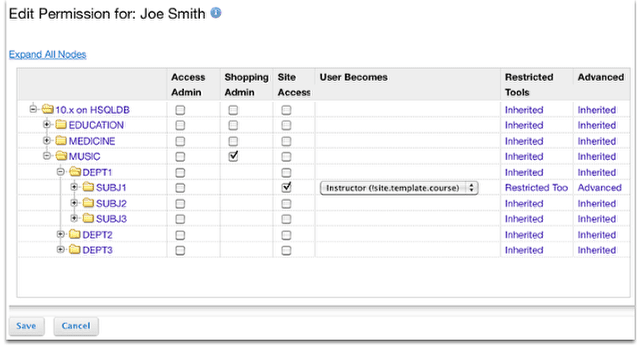 Edit Permission for: Joe Smith
Expand All Nodes
Access Admin Shopping Admin Site Access User Becomes Restricted Tools Advanced
10.x on HSQLDB Inherited Inherited
EDUCATION Inherited Inherited
MEDICINE Inherited Inherited
MUSIC Inherited Inherited
DEPT1 Inherited Inherited
SUBJ1 Instructor (!site.template.course) Restricted Too Advanced
SUBJ2 Inherited Inherited
SUBJ3 Inherited Inherited
DEPT2 Inherited Inherited
DEPT3 Inherited Inherited
Save Cancel